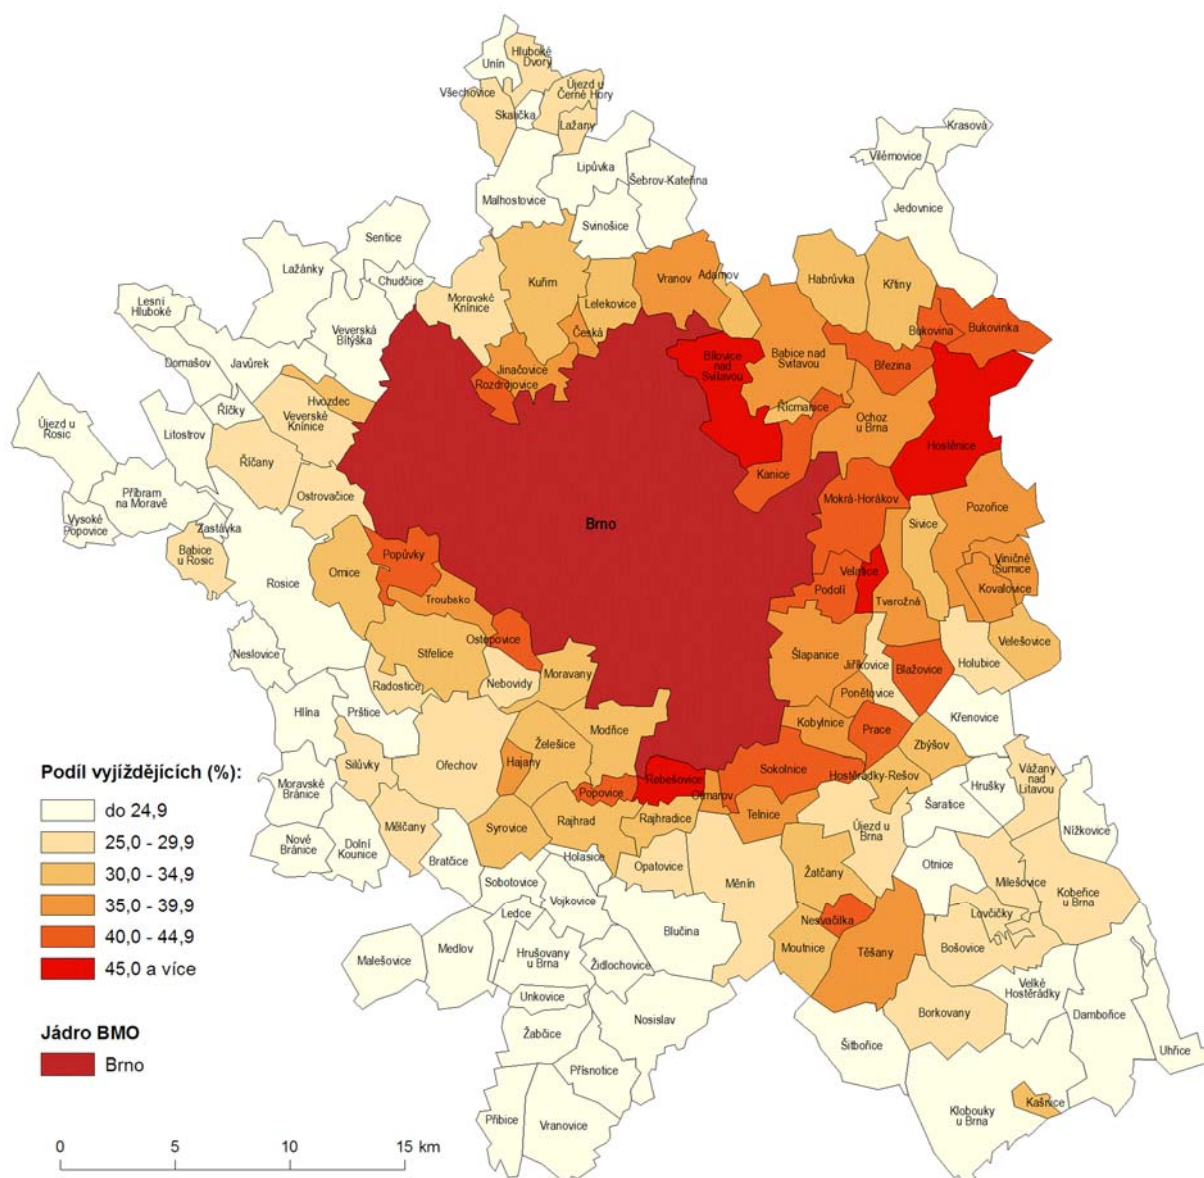 Unín
Hluboké
Dvory
Všechovice
Újezd u
Černé Hory
Skalička
Lažany
Krasová
Vilémovice
Lipůvka
Šebrov-Kateřina
Malhostovice
Svinošice
Jedovnice
Sentice
Lažánky
Chudčice
Moravské
Knínice
Kuřim
Lelekovice
Vranov
Adamov
Habrůvka
Křtiny
Lesní
Hluboké
Veverská
Bítýška
Česká
Bukovina
Bukovinka
Domašov
Javůrek
Jinačovice
Rozdrojovice
Bílovice
nad
Svitavou
Babice nad
Svitavou
Březina
Hvozdec
Veverské
Knínice
Říčky
Litostrov
Újezd u
Rosic
Řícmanice
Ochoz
u Brna
Hostěnice
Říčany
Kanice
Ostrovačice
Příbram
na Moravě
Mokrá-Horákov
Pozořice
Vysoké
Popovice
Zastávka
Brno
Sivice
Babice
u Rosic
Popůvky
Omice
Rosice
Viničné
Šumice
Velatice
Podolí
Kovalovice
Troubsko
Tvarožná
Ostopovice
Neslovice
Střelice
Velešovice
Šlapanice
Jiříkovice
Blažovice
Holubice
Radostice
Nebovidy
Moravany
Ponětovice
Hlína
Prštice
Křenovice
Kobylnice
Prace
Modřice
Želešice
Zbýšov
Ořechov
Hajany
Silůvky
Moravské
Bránice
Rebešovice
Sokolnice
Hostěrádky-Rešov
Vážany
nad
Litavou
Hrušky
Popovice
Otmarov
Šaratice
Nížkovice
Mělčany
Syrovice
Rajhrad
Rajhradice
Telnice
Újezd u
Brna
Nové
Bránice
Dolní
Kounice
Bratčice
Holasice
Opatovice
Měnín
Žatčany
Otnice
Milešovice
Kobeřice
u Brna
Sobotovice
Vojkovice
Ledce
Nesvačilka
Lovčičky
Blučina
Moutnice
Těšany
Bošovice
Malešovice
Medlov
Hrušovany
u Brna
Židlochovice
Velké
Hostěrádky
Unkovice
Nosislav
Borkovany
Dambořice
Žabčice
Šitbořice
Uhřice
Přísnotice
Kašnice
Klobouky
u Brna
Přibice
Vranovice
Podíl vyjíždějících (%):
do 24,9
25,0 - 29,9
30,0 - 34,9
35,0 - 39,9
40,0 - 44,9
45,0 a více
Jádro BMO
Brno
0 5 10 15 km